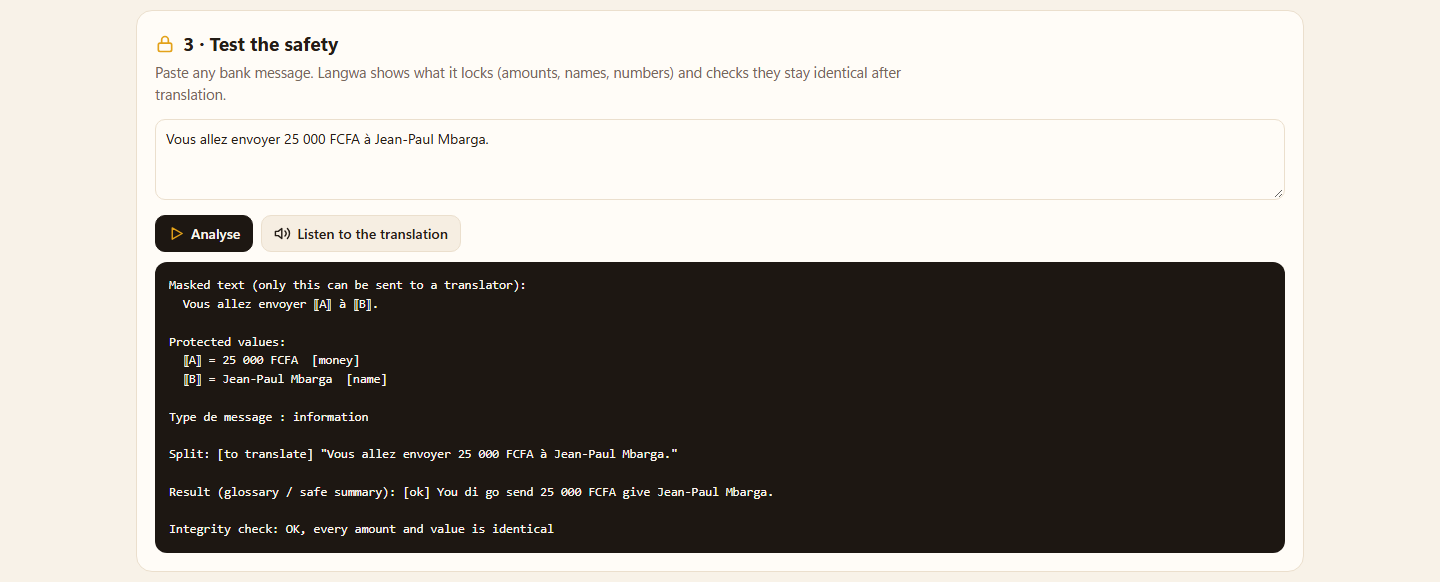 3 · Test the safety
Paste any bank message. Langwa shows what it locks (amounts, names, numbers) and checks they stay identical after
translation.
Vous allez envoyer 25 000 FCFA à Jean-Paul Mbarga.
Analyse
Listen to the translation
Masked text (only this can be sent to a translator):
Vous allez envoyer ⟦A⟧ à ⟦B⟧.
Protected values:
⟦A⟧ = 25 000 FCFA [money]
⟦B⟧ = Jean-Paul Mbarga [name]
Type de message : information
Split: [to translate] "Vous allez envoyer 25 000 FCFA à Jean-Paul Mbarga."
Result (glossary / safe summary): [ok] You di go send 25 000 FCFA give Jean-Paul Mbarga.
Integrity check: OK, every amount and value is identical